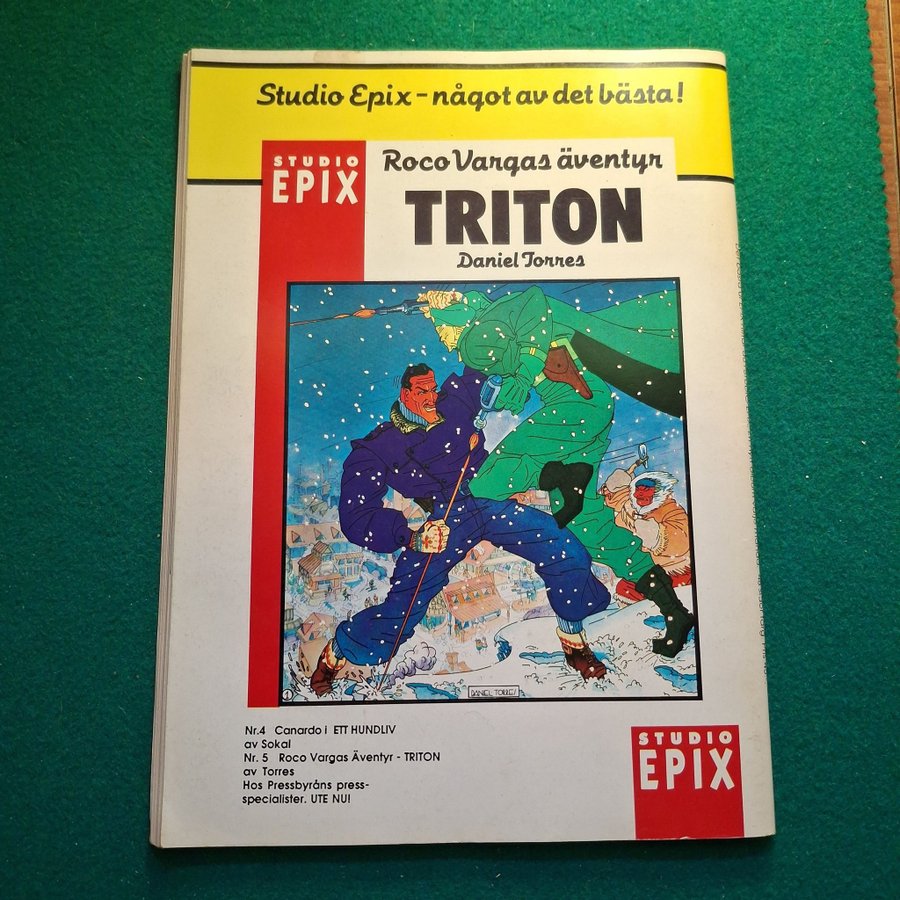 Studio Epix - något av det bästa!
STUDIO
EPIX
Roco Vargas äventyr
TRITON
Daniel Torres
DANIEL TORRES
Nr.4 Canardo i ETT HUNDLIV
av Sokal
Nr. 5 Roco Vargas Äventyr - TRITON
av Torres
Hos Pressbyråns press-
specialister. UTE NU!
STUDIO
EPIX